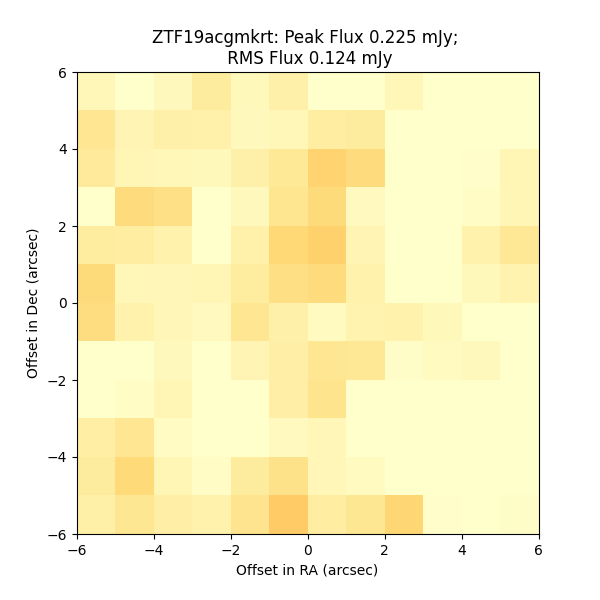 ZTF19acgmkrt: Peak Flux 0.225 mJy;
RMS Flux 0.124 mJy
6
4
2
0
−2
−4
−6
Offset in Dec (arcsec)
−6 −4 −2 0 2 4 6
Offset in RA (arcsec)